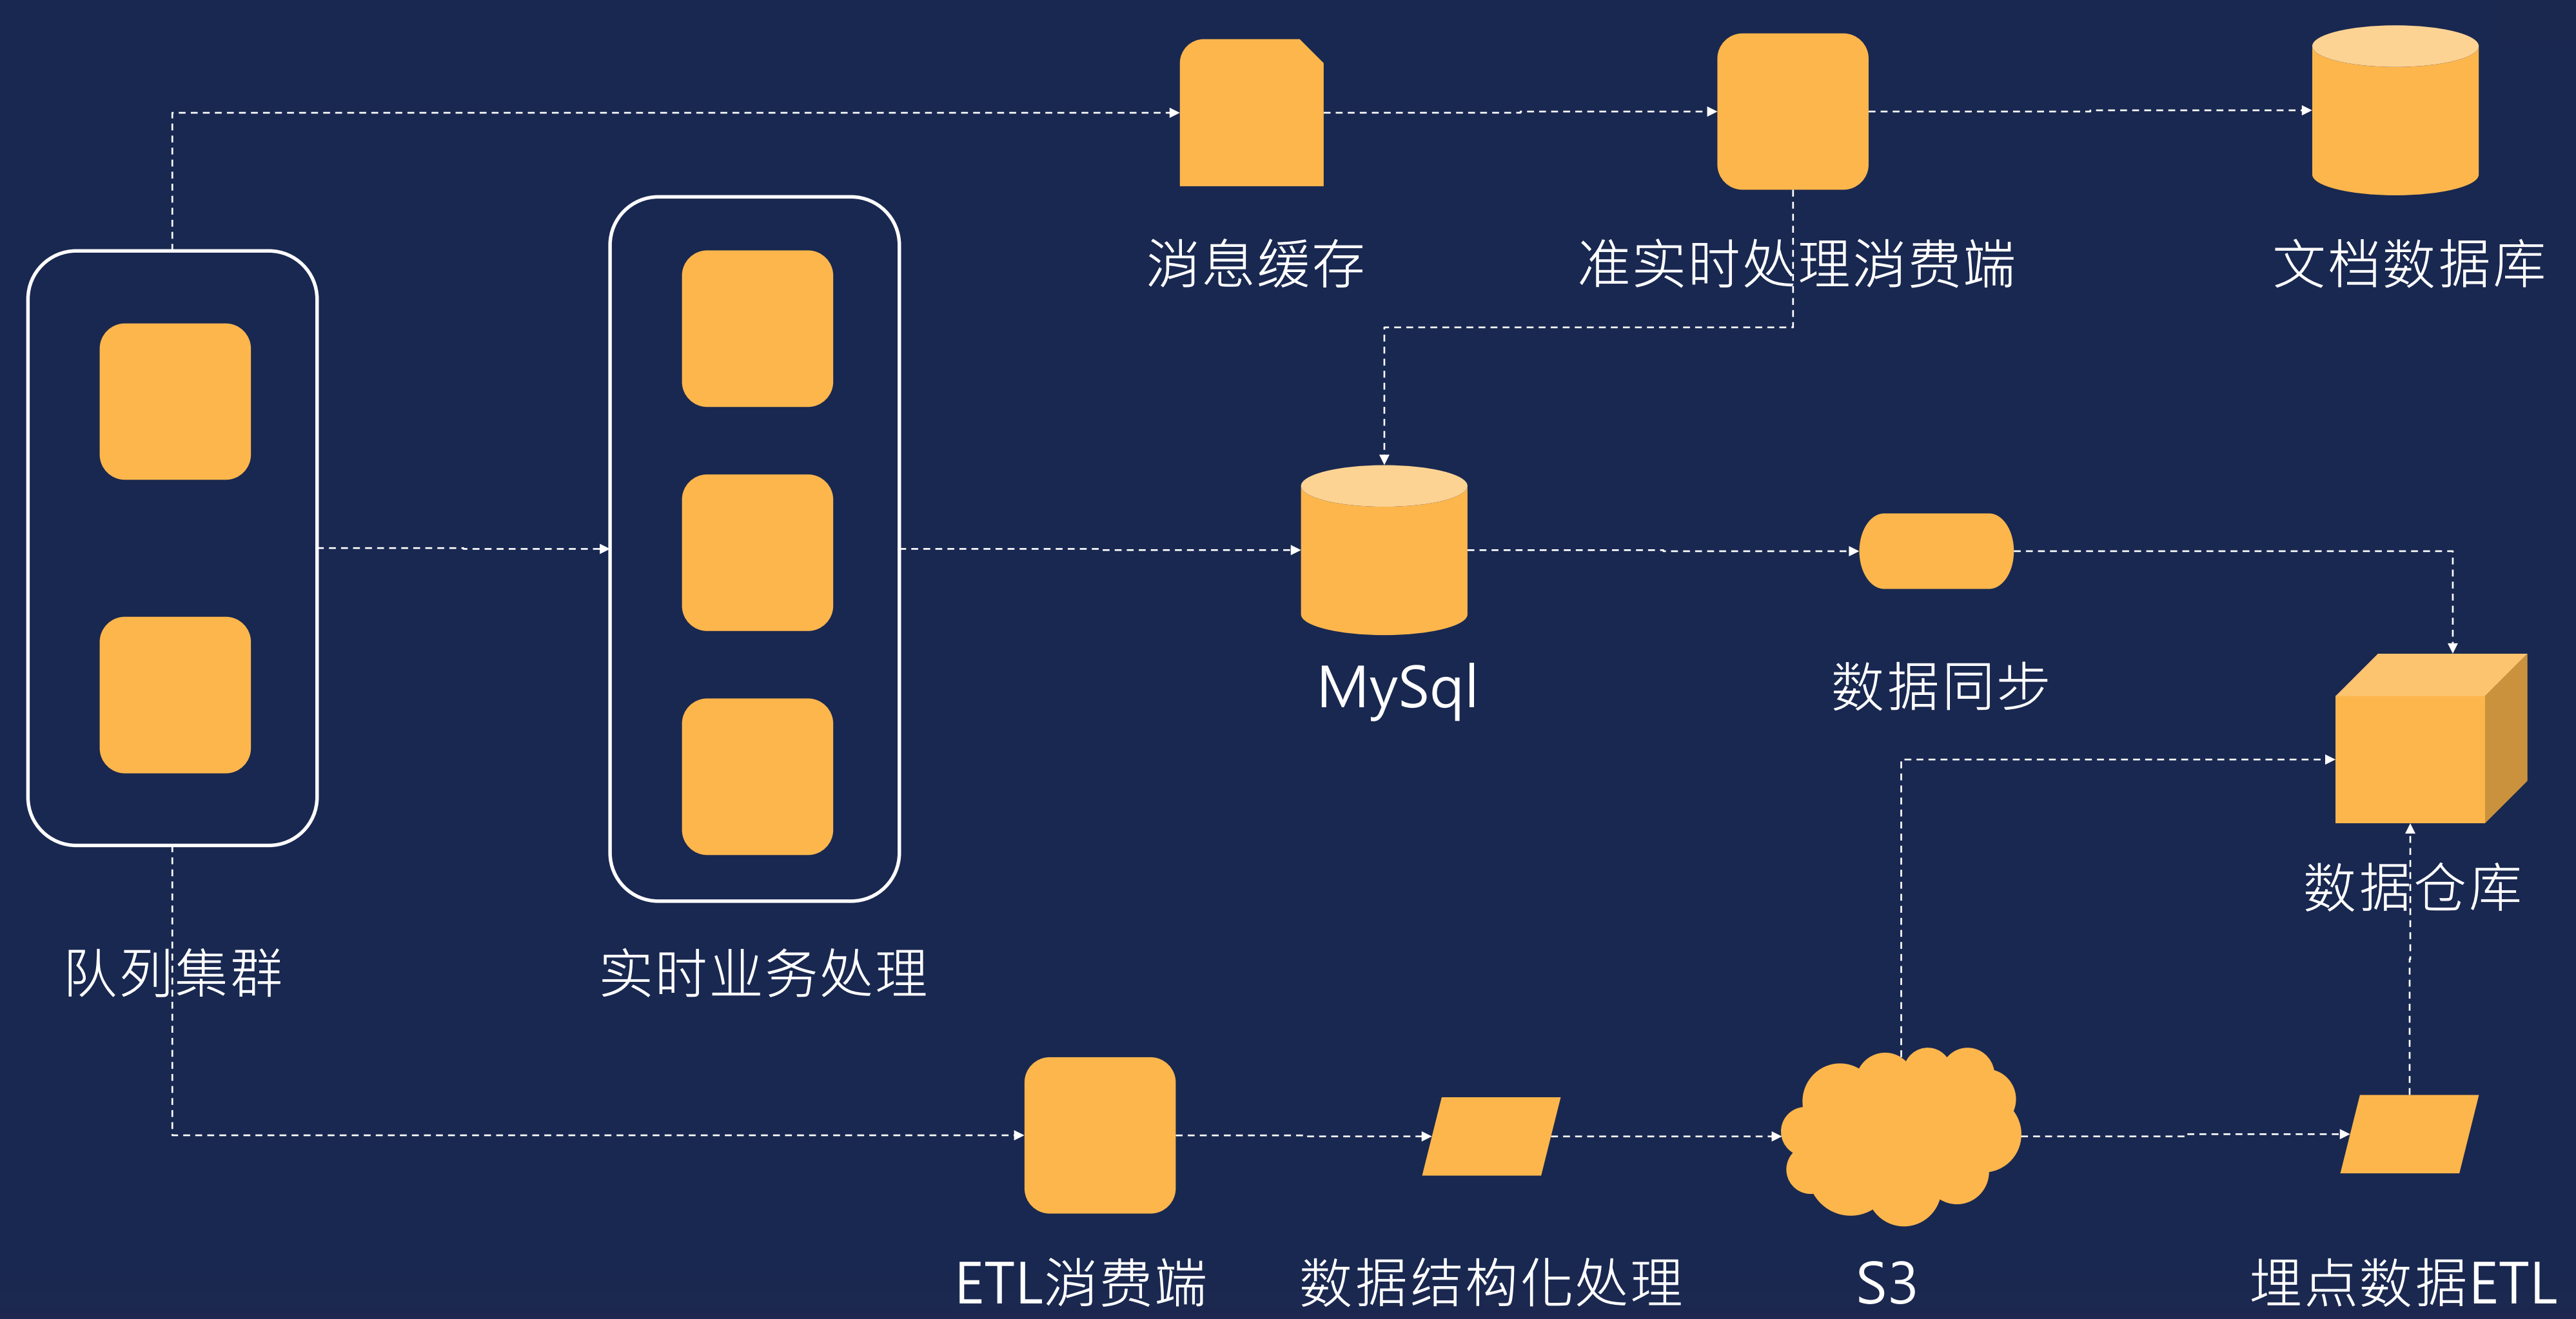 消息缓存
准实时处理消费端
文档数据库
MySql
数据同步
数据仓库
队列集群
实时业务处理
ETL消费端
数据结构化处理
S3
埋点数据ETL